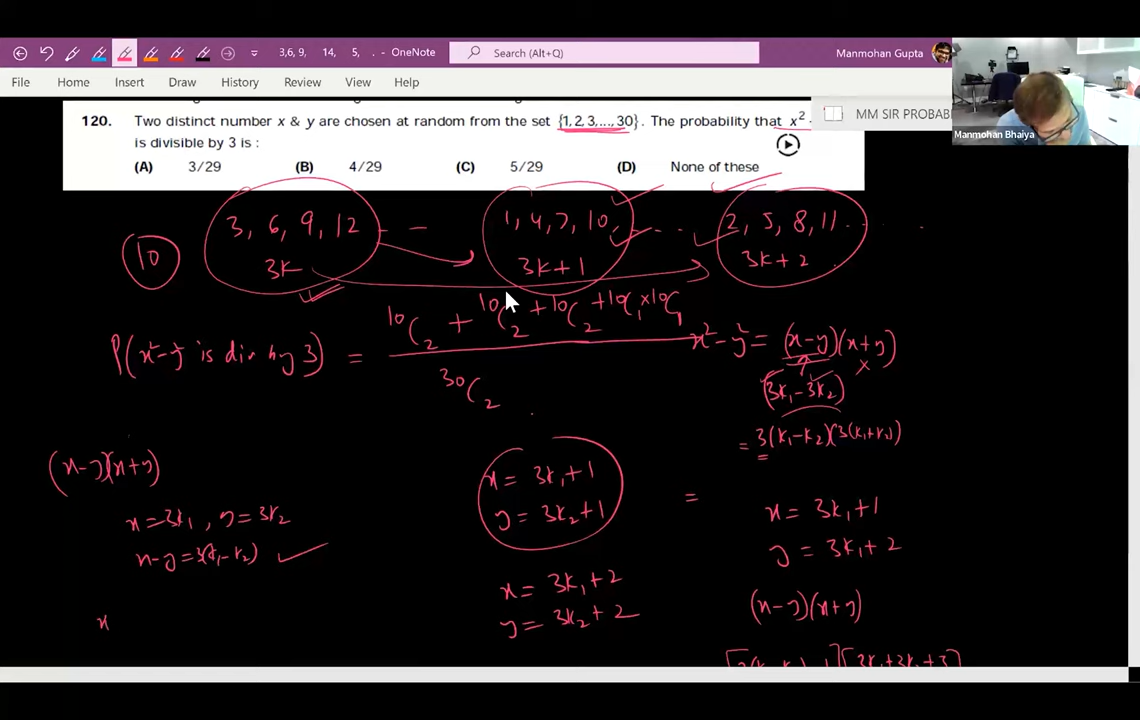 3,6, 9, 14, 5, . - OneNote
Search (Alt+Q)
Manmohan Gupta
File Home Insert Draw History Review View Help
MM SIR PROBAB
Manmohan Bhaiya
120. Two distinct number x & y are chosen at random from the set {1, 2, 3,...., 30}. The probability that x²
is divisible by 3 is :
(A) 3/29 (B) 4/29 (C) 5/29 (D) None of these
3, 6, 9, 12 - - 1, 4, 7, 10, . . . 2, 5, 8, 11 . . .
10 3k 3k+1 3k+2
¹⁰C₂ + ¹⁰C₂ + ¹⁰C₂ + ¹⁰C₁ × ¹⁰C₁
P(x²-y² is div by 3) =
³⁰C₂
x²-y² = (x-y)(x+y)
(3k₁-3k₂)
= 3(k₁-k₂)(3(k₁+k₂)
(x-y)(x+y)
x = 3k₁, y = 3k₂
x-y = 3(k₁-k₂)
x
x = 3k₁+1
y = 3k₂+1
x = 3k₁+2
y = 3k₂+2
=
x = 3k₁+1
y = 3k₁+2
(x-y)(x+y)